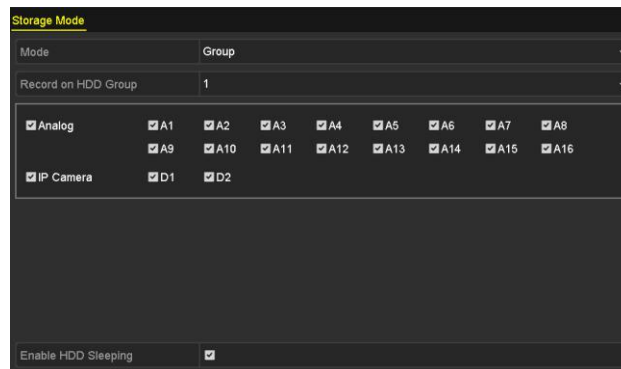 Storage Mode
Mode Group
Record on HDD Group 1
Analog A1 A2 A3 A4 A5 A6 A7 A8
A9 A10 A11 A12 A13 A14 A15 A16
IP Camera D1 D2
Enable HDD Sleeping